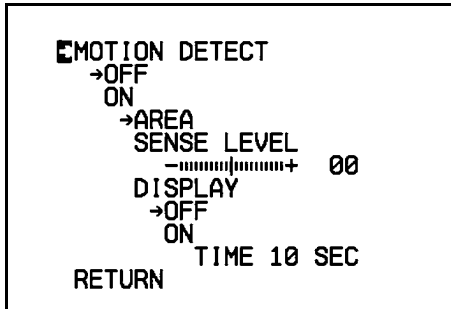 MOTION DETECT
→OFF
ON
→AREA
SENSE LEVEL
- + 00
DISPLAY
→OFF
ON
TIME 10 SEC
RETURN